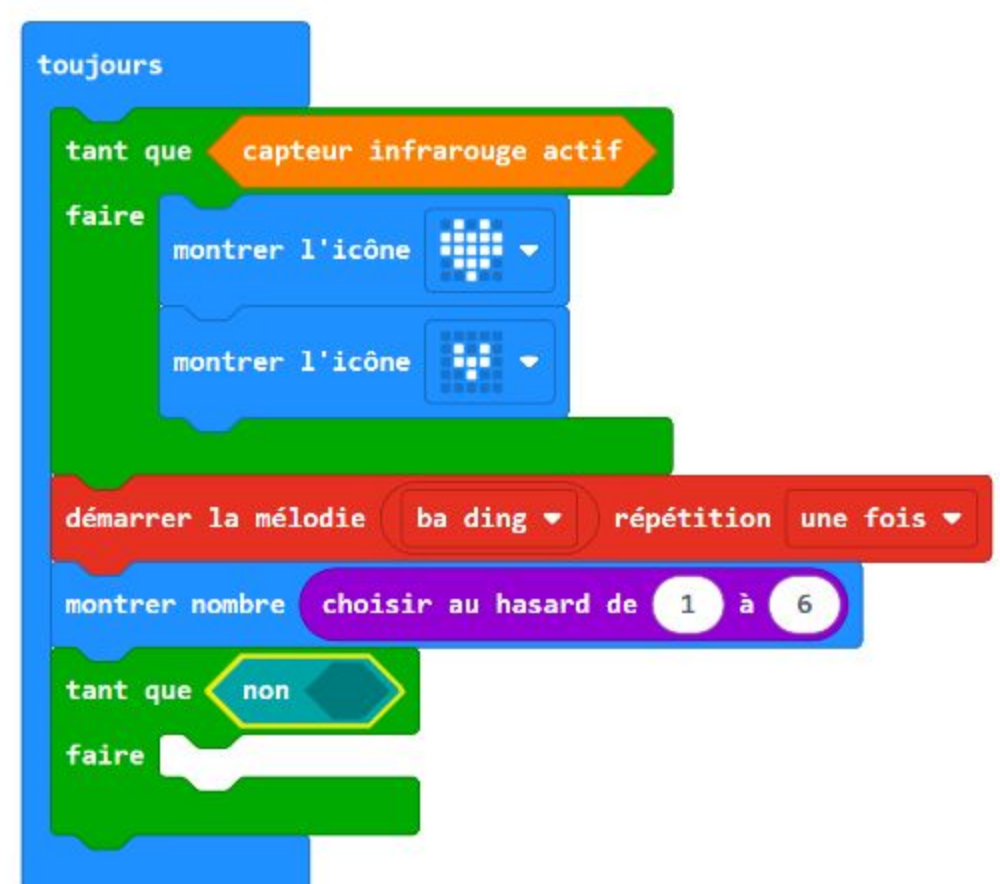 toujours
tant que capteur infrarouge actif
faire
montrer l'icône
montrer l'icône
démarrer la mélodie ba ding répétition une fois
montrer nombre choisir au hasard de 1 à 6
tant que non
faire